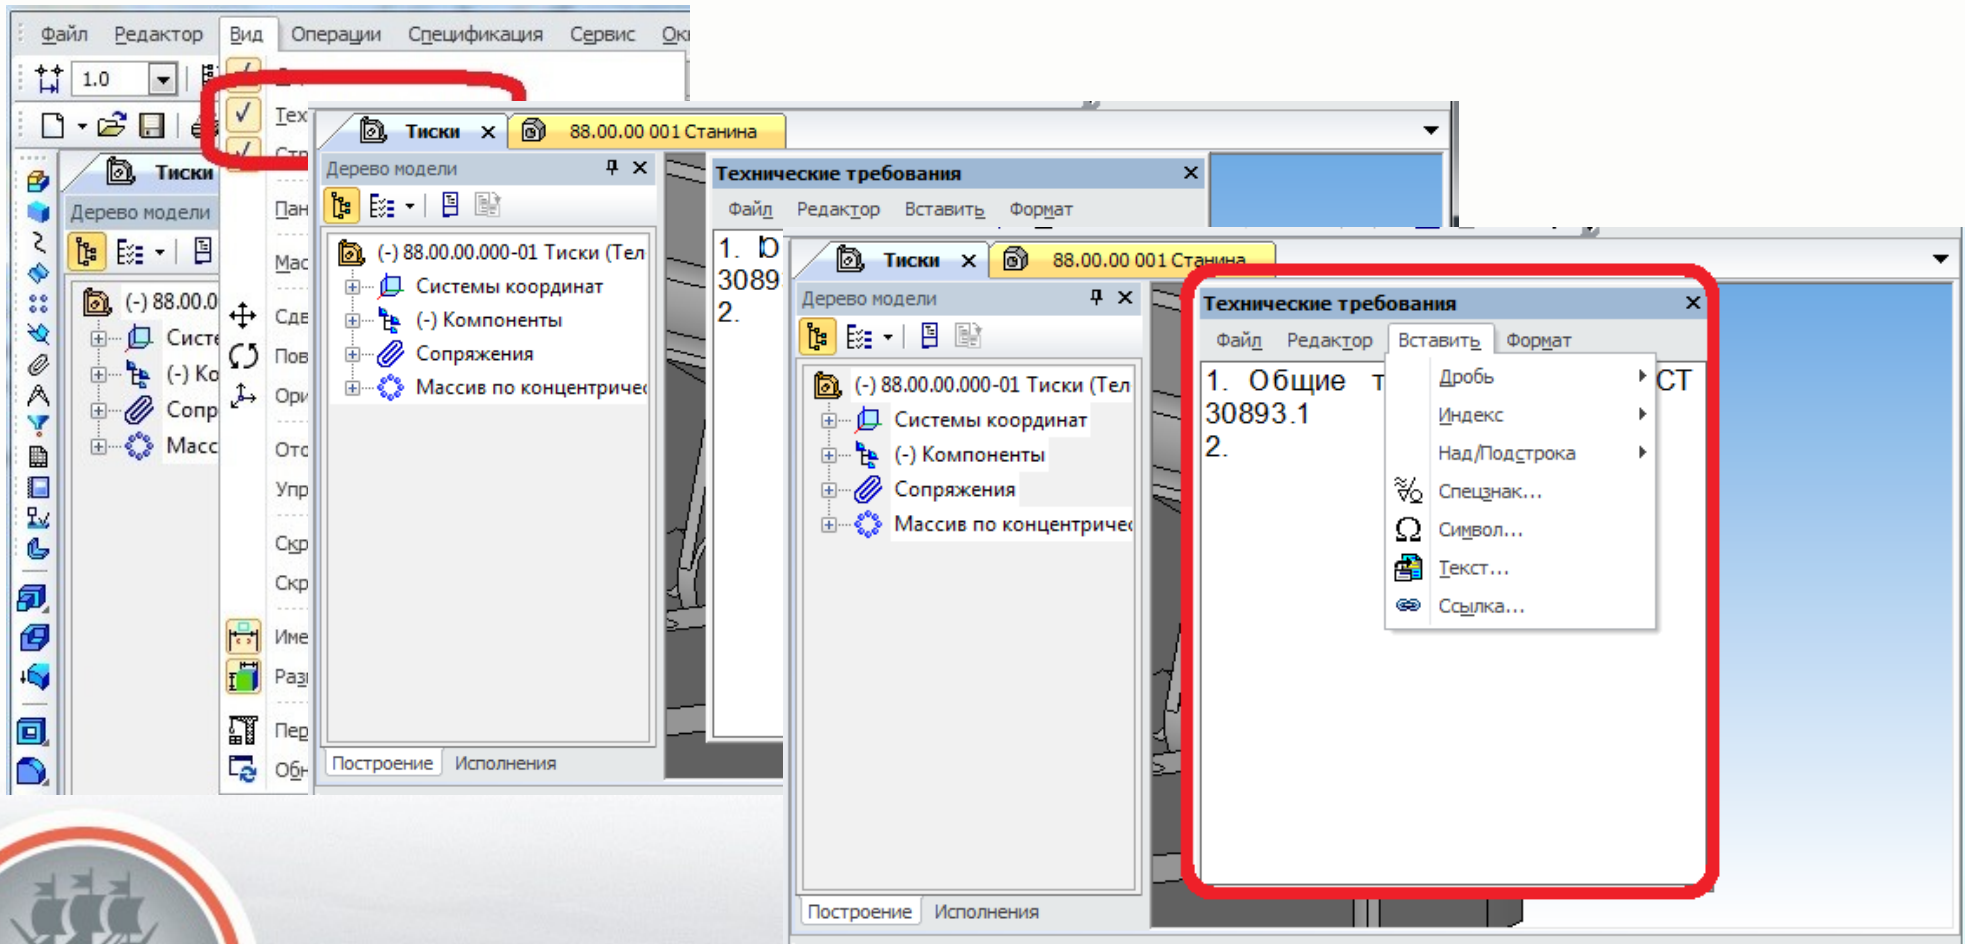 Файл Редактор Вид Операции Спецификация Сервис
1.0
Тиски
Дерево модели
(-) 88.00.0
Тиски
88.00.00 001 Станина
Дерево модели
(-) 88.00.00.000-01 Тиски (Тел
Системы координат
(-) Компоненты
Сопряжения
Массив по концентричес
Построение Исполнения
Технические требования
Файл Редактор Вставить Формат
1.
3089
2.
Тиски
88.00.00 001 Станина
Дерево модели
(-) 88.00.00.000-01 Тиски (Тел
Системы координат
(-) Компоненты
Сопряжения
Массив по концентричес
Построение Исполнения
Технические требования
Файл Редактор Вставить Формат
1. Общие т СТ
30893.1
2.
Дробь
Индекс
Над/Подстрока
Спецзнак...
Символ...
Текст...
Ссылка...